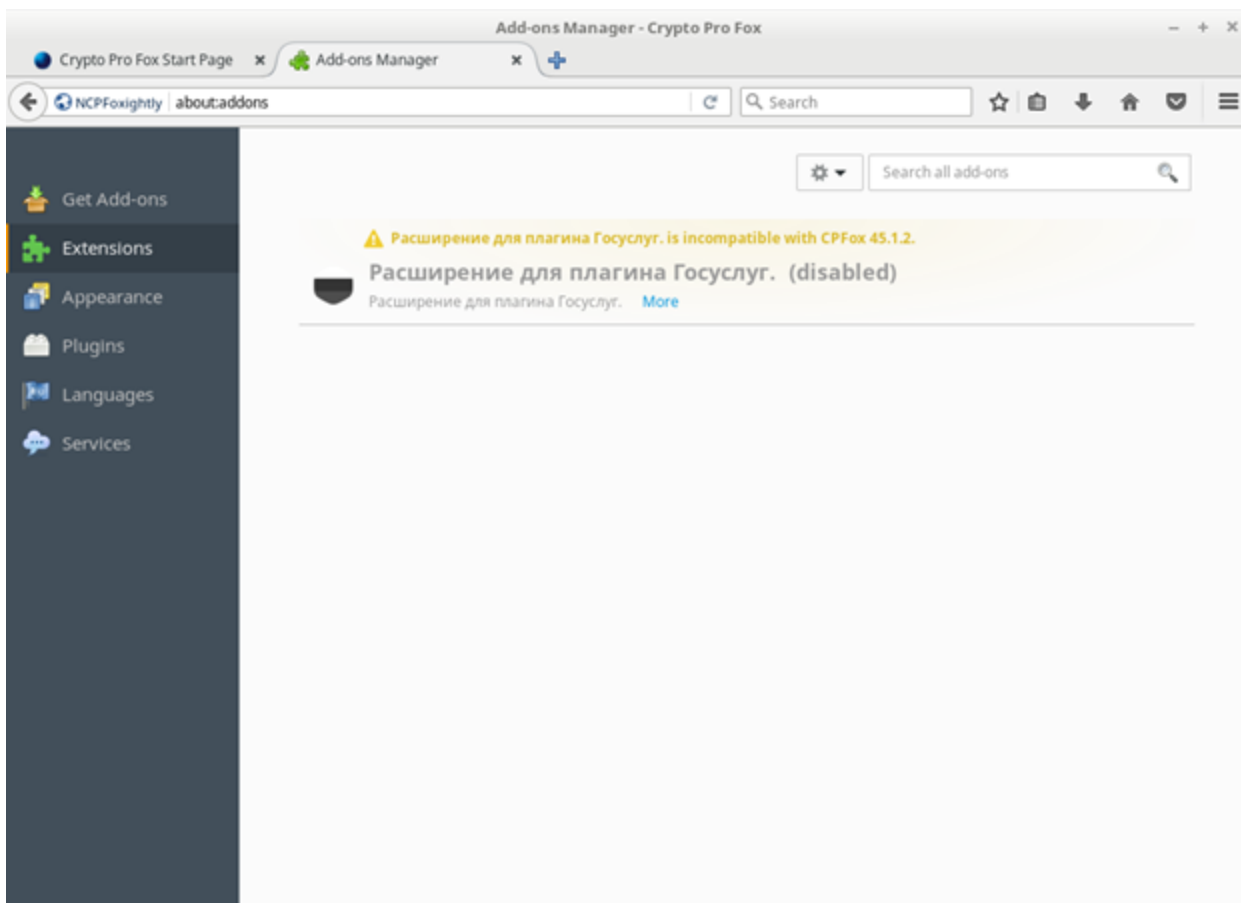 Add-ons Manager - Crypto Pro Fox
Crypto Pro Fox Start Page
Add-ons Manager
NCPFoxightly about:addons
Search
Search all add-ons
Get Add-ons
Extensions
Appearance
Plugins
Languages
Services
Расширение для плагина Госуслуг. is incompatible with CPFox 45.1.2.
Расширение для плагина Госуслуг. (disabled)
Расширение для плагина Госуслуг. More